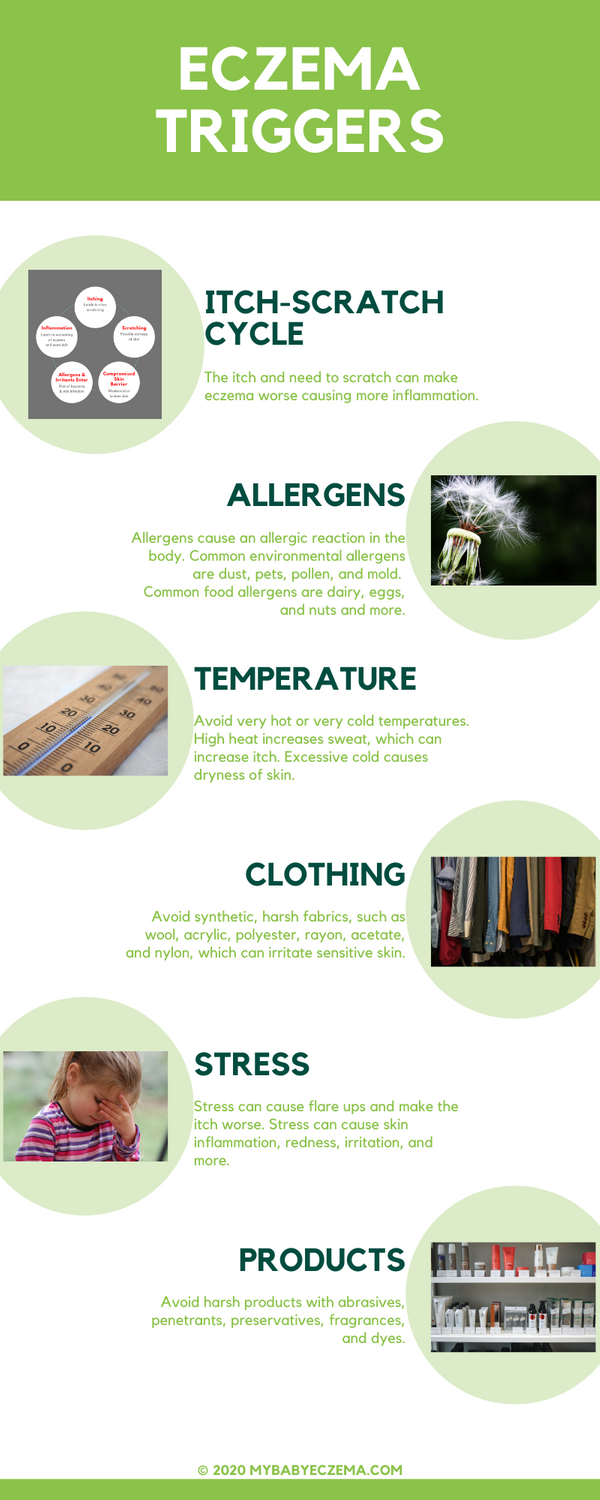 ECZEMA
TRIGGERS
Itching
Inflammation
Scratching
Allergens &
Irritants Enter
Compromised
Skin
Barrier
ITCH-SCRATCH
CYCLE
The itch and need to scratch can make
eczema worse causing more inflammation.
ALLERGENS
Allergens cause an allergic reaction in the
body. Common environmental allergens
are dust, pets, pollen, and mold.
Common food allergens are dairy, eggs,
and nuts and more.
TEMPERATURE
Avoid very hot or very cold temperatures.
High heat increases sweat, which can
increase itch. Excessive cold causes
dryness of skin.
30
20
10
0
40
30
20
10
0
CLOTHING
Avoid synthetic, harsh fabrics, such as
wool, acrylic, polyester, rayon, acetate,
and nylon, which can irritate sensitive skin.
STRESS
Stress can cause flare ups and make the
itch worse. Stress can cause skin
inflammation, redness, irritation, and
more.
PRODUCTS
Avoid harsh products with abrasives,
penetrants, preservatives, fragrances,
and dyes.
© 2020 MYBABYECZEMA.COM